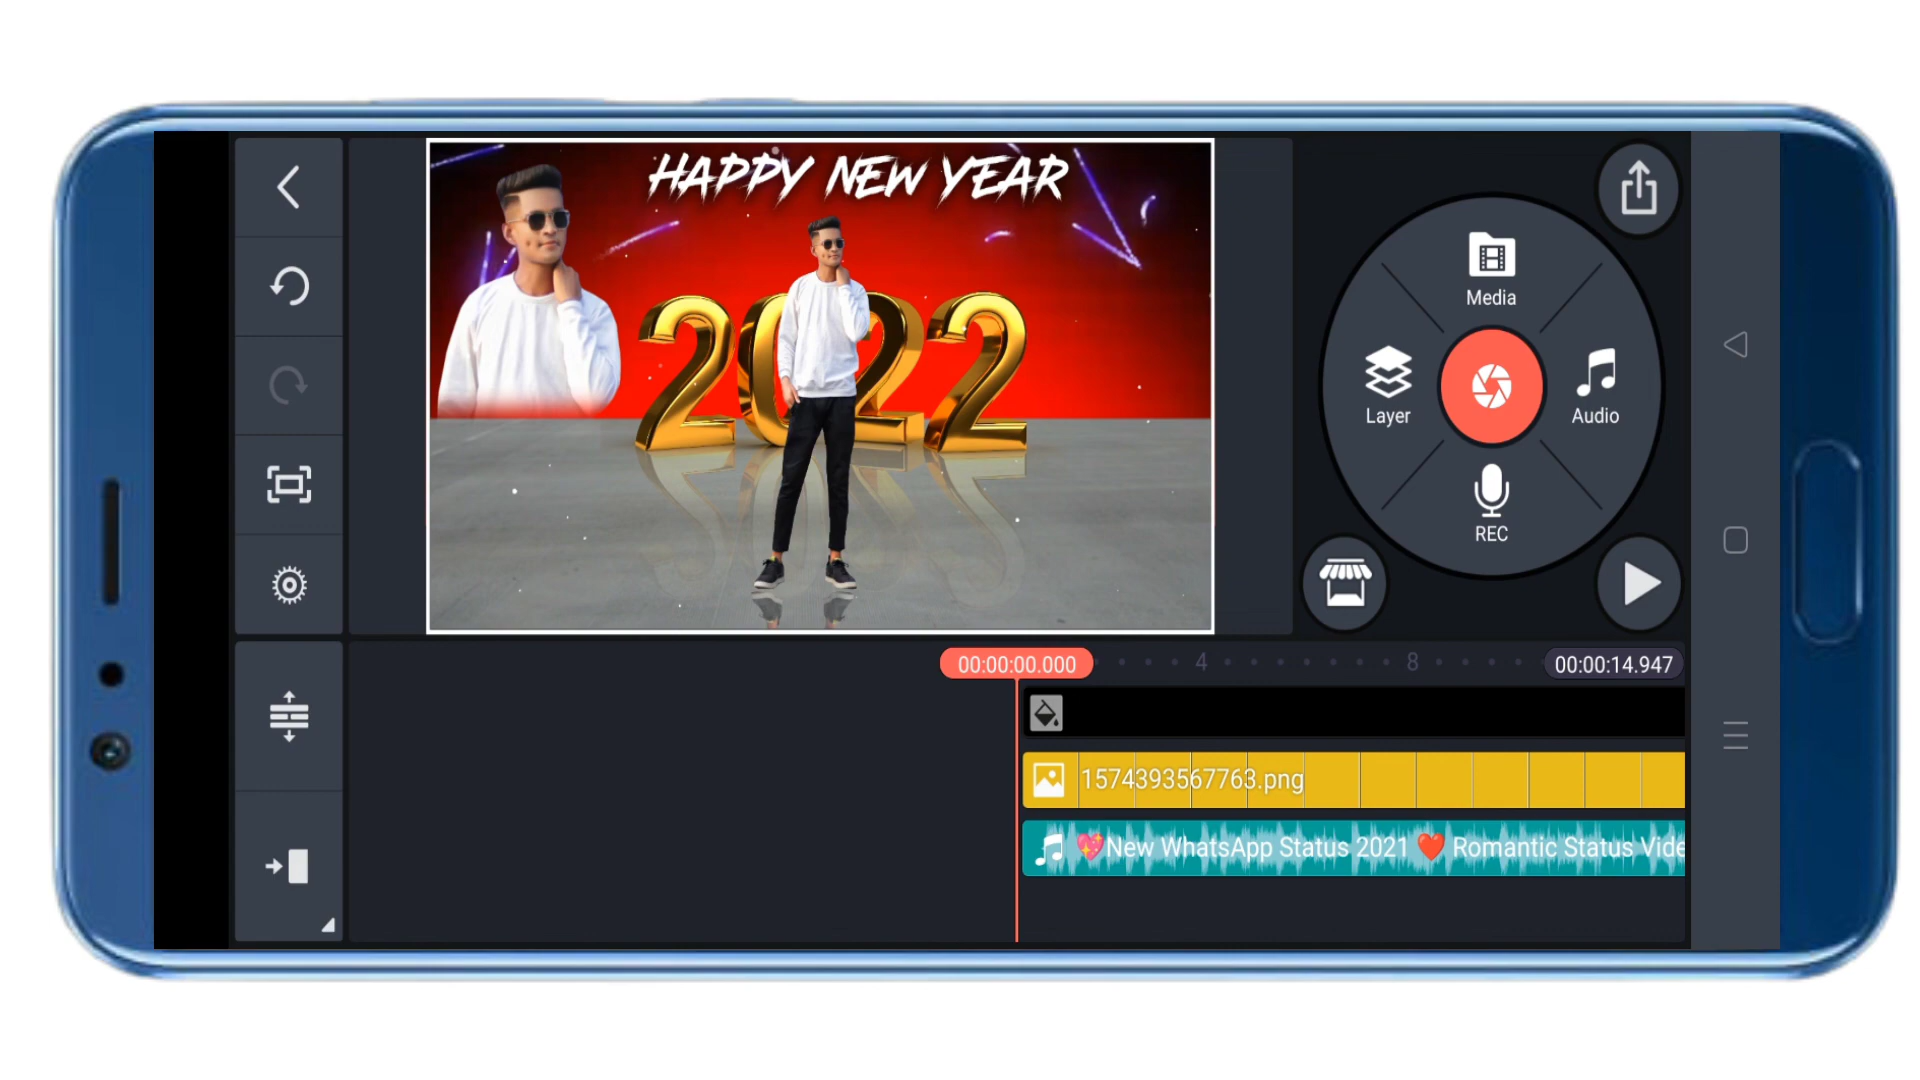 HAPPY NEW YEAR
2022
Media
Layer
Audio
REC
00:00:00.000
4
8
00:00:14.947
1574393567763.png
💖New WhatsApp Status 2021 ❤️ Romantic Status Vide